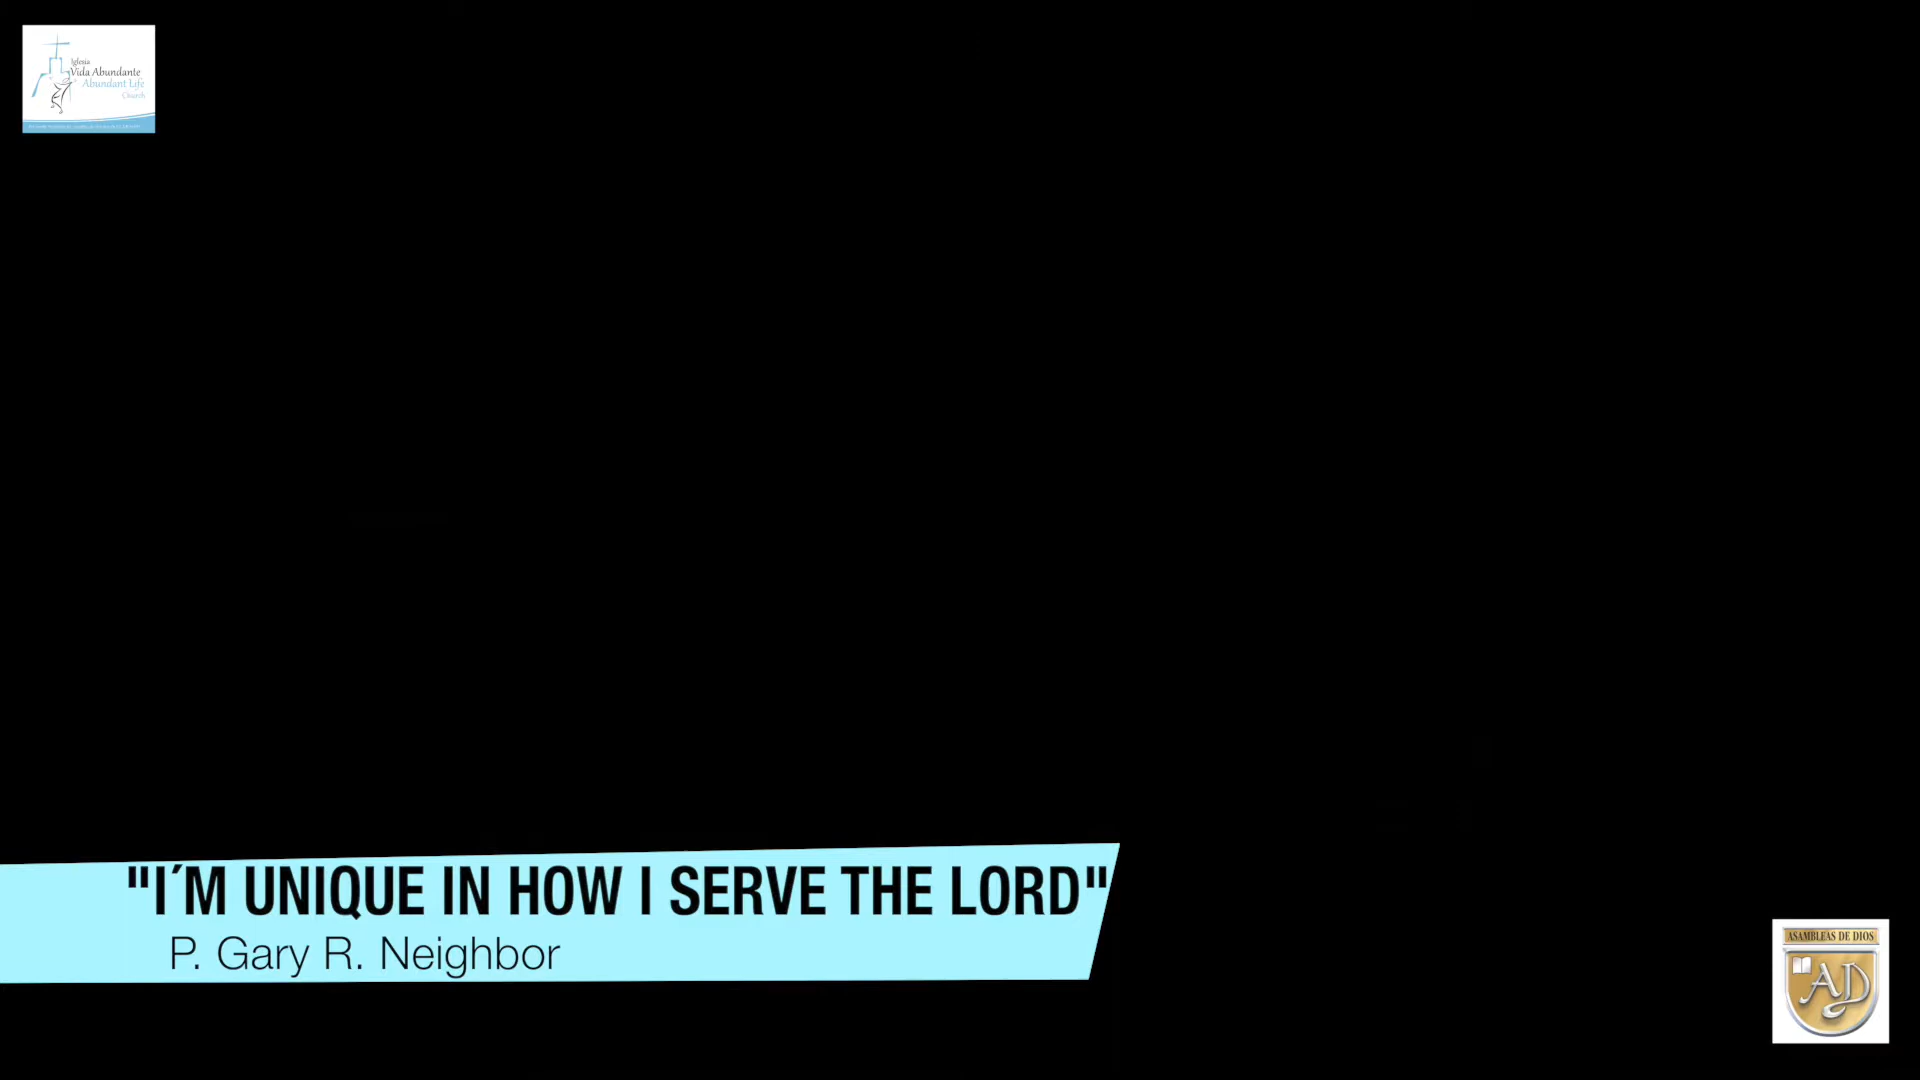 Iglesia
Vida Abundante
Abundant Life
Church
"I´M UNIQUE IN HOW I SERVE THE LORD"
P. Gary R. Neighbor
ASAMBLEAS DE DIOS
AD